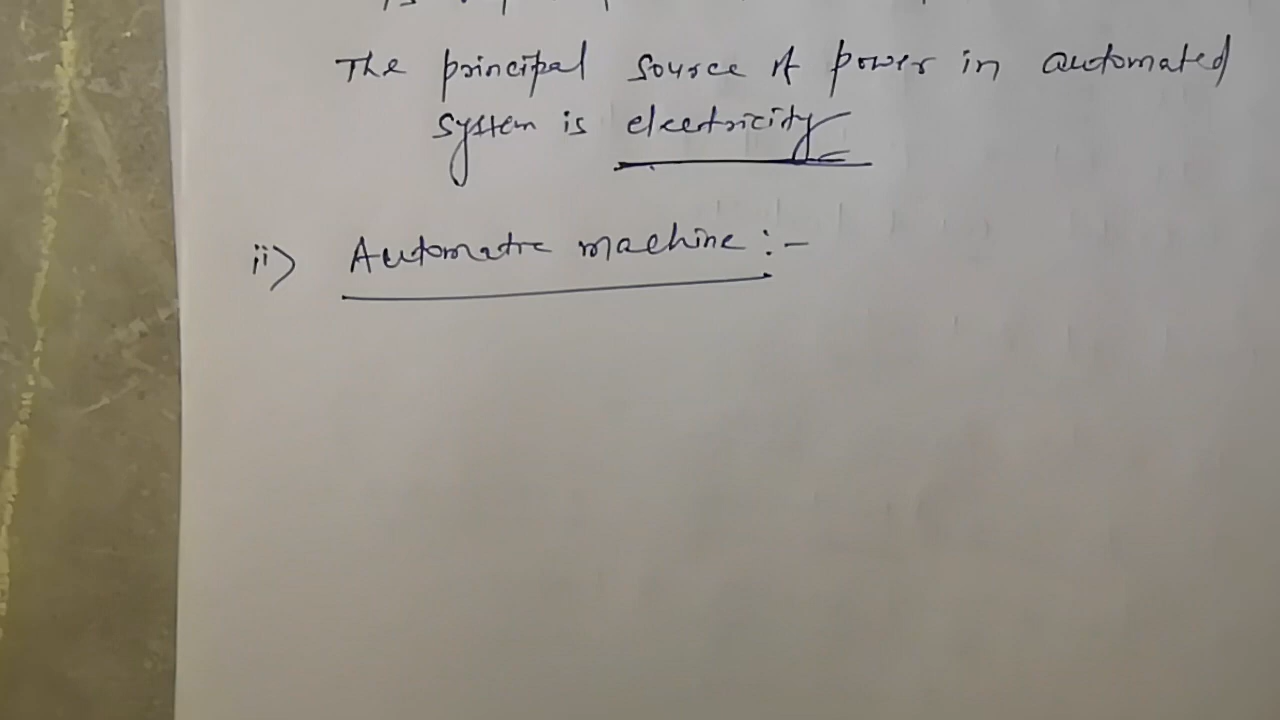 The principal source of power in automated
system is electricity
ii) Automatic machine :-